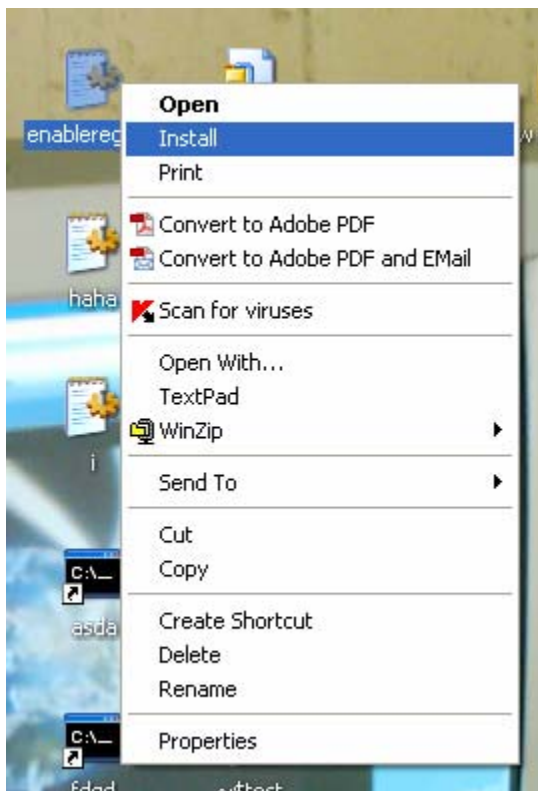 enablereg
Open
Install
Print
Convert to Adobe PDF
Convert to Adobe PDF and EMail
haha
Scan for viruses
Open With...
TextPad
WinZip
i
Send To
Cut
Copy
C:\_
asda
Create Shortcut
Delete
Rename
C:\_
Properties